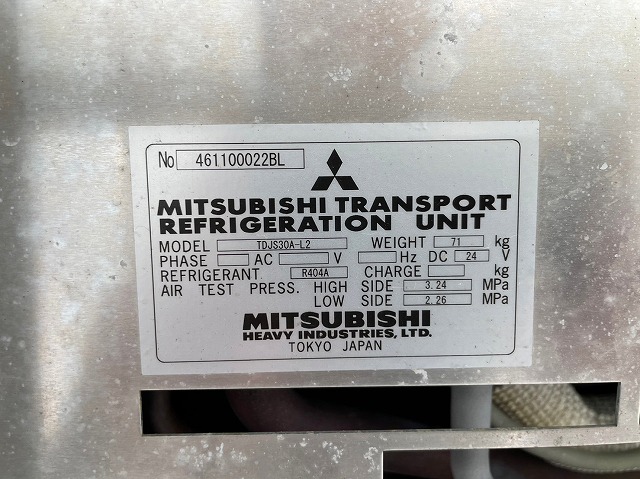 No 461100022BL
MITSUBISHI TRANSPORT
REFRIGERATION UNIT
MODEL TDJS30A-L2 WEIGHT 71 kg
PHASE AC V Hz DC 24 V
REFRIGERANT R404A CHARGE kg
AIR TEST PRESS. HIGH SIDE 3.24 MPa
LOW SIDE 2.26 MPa
MITSUBISHI
HEAVY INDUSTRIES, LTD.
TOKYO JAPAN